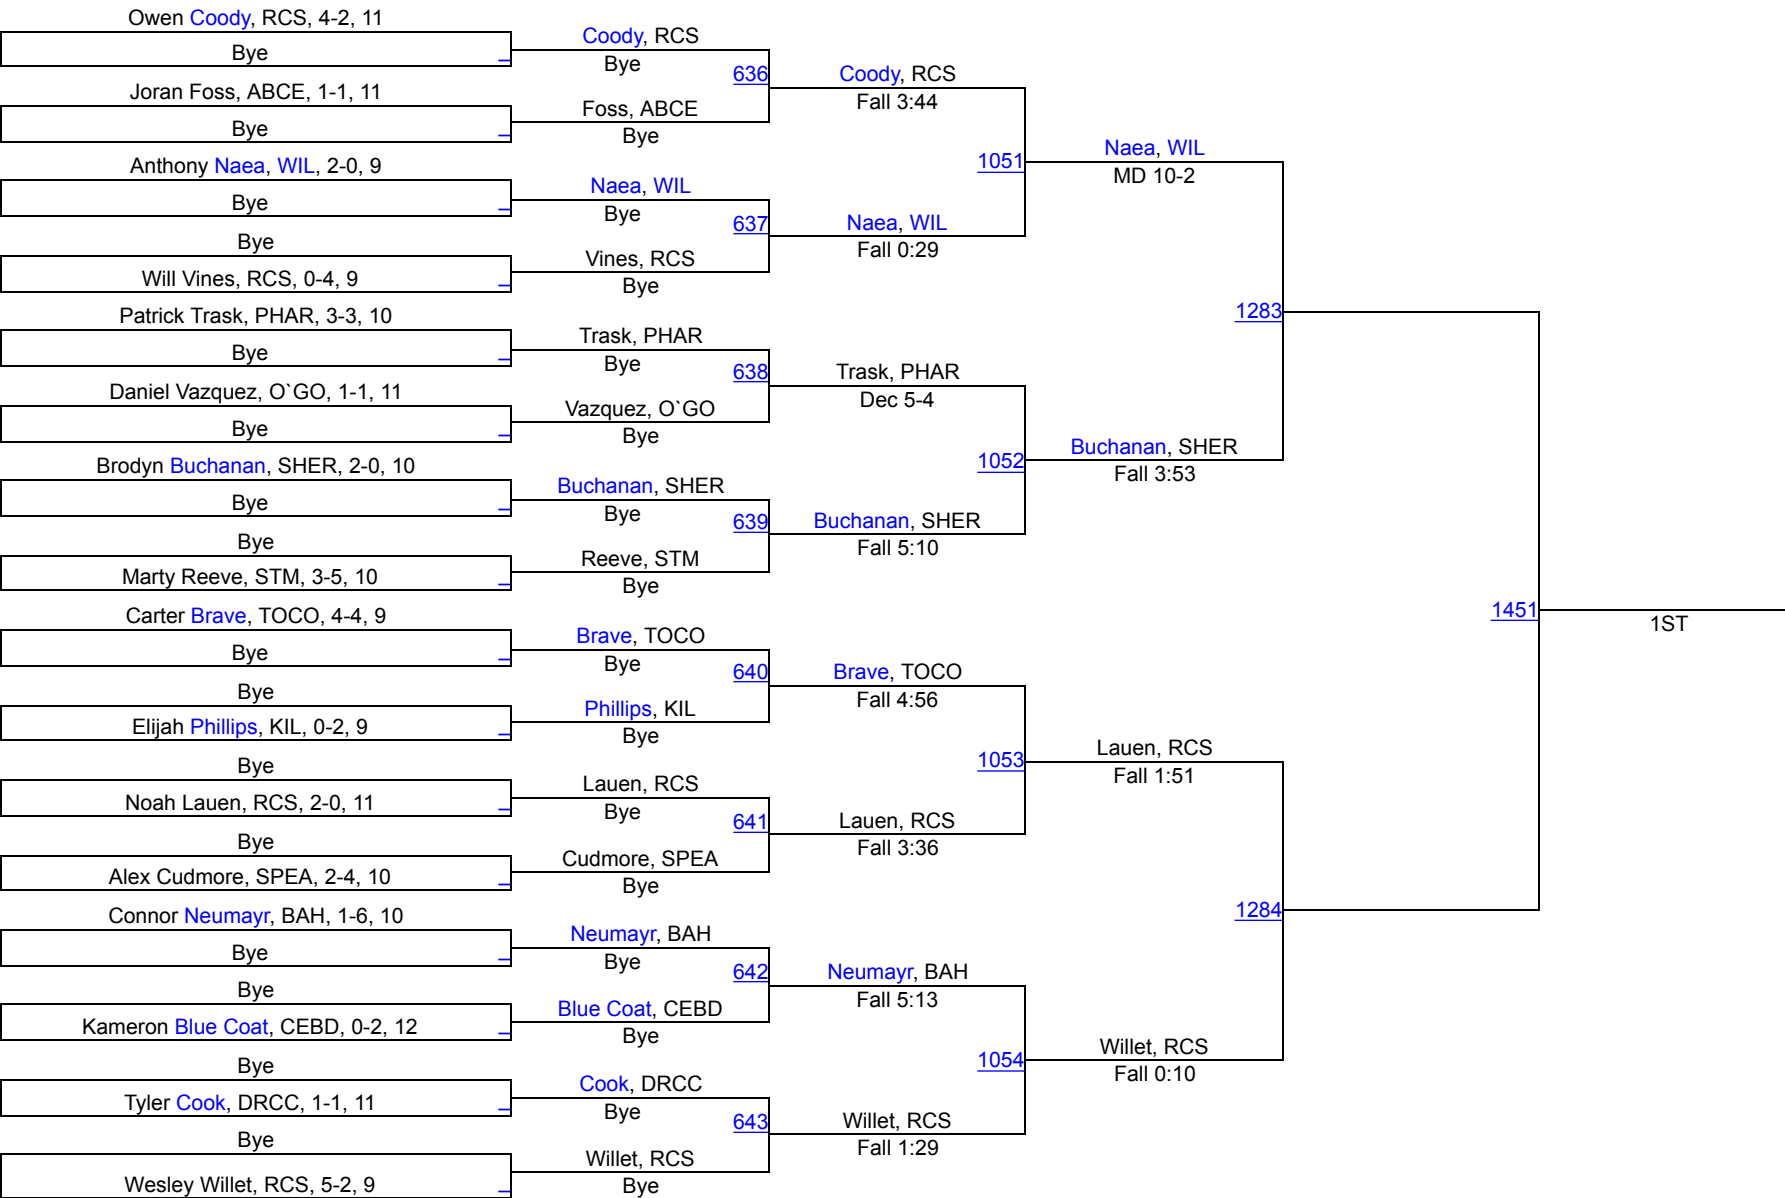 Owen Coody, RCS, 4-2, 11
Bye
Joran Foss, ABCE, 1-1, 11
Bye
Anthony Naea, WIL, 2-0, 9
Bye
Bye
Will Vines, RCS, 0-4, 9
Patrick Trask, PHAR, 3-3, 10
Bye
Daniel Vazquez, O`GO, 1-1, 11
Bye
Brodyn Buchanan, SHER, 2-0, 10
Bye
Bye
Marty Reeve, STM, 3-5, 10
Carter Brave, TOCO, 4-4, 9
Bye
Bye
Elijah Phillips, KIL, 0-2, 9
Bye
Noah Lauen, RCS, 2-0, 11
Bye
Alex Cudmore, SPEA, 2-4, 10
Connor Neumayr, BAH, 1-6, 10
Bye
Bye
Kameron Blue Coat, CEBD, 0-2, 12
Bye
Tyler Cook, DRCC, 1-1, 11
Bye
Wesley Willet, RCS, 5-2, 9
Coody, RCS
Bye
636
Foss, ABCE
Bye
Naea, WIL
Bye
637
Vines, RCS
Bye
Trask, PHAR
Bye
638
Vazquez, O`GO
Bye
Buchanan, SHER
Bye
639
Reeve, STM
Bye
Brave, TOCO
Bye
640
Phillips, KIL
Bye
Lauen, RCS
Bye
641
Cudmore, SPEA
Bye
Neumayr, BAH
Bye
642
Blue Coat, CEBD
Bye
Cook, DRCC
Bye
643
Willet, RCS
Bye
Coody, RCS
Fall 3:44
1051
Naea, WIL
Fall 0:29
Trask, PHAR
Dec 5-4
1052
Buchanan, SHER
Fall 5:10
Brave, TOCO
Fall 4:56
1053
Lauen, RCS
Fall 3:36
Neumayr, BAH
Fall 5:13
1054
Willet, RCS
Fall 1:29
Naea, WIL
MD 10-2
1283
Buchanan, SHER
Fall 3:53
Lauen, RCS
Fall 1:51
1284
Willet, RCS
Fall 0:10
1451
1ST